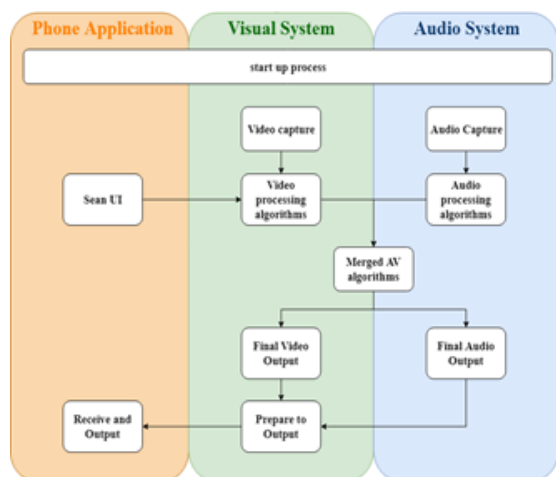 Phone Application
Visual System
Audio System
start up process
Video capture
Audio Capture
Sean UI
Video
processing
algorithms
Audio
processing
algorithms
Merged AV
algorithms
Final Video
Output
Final Audio
Output
Receive and
Output
Prepare to
Output